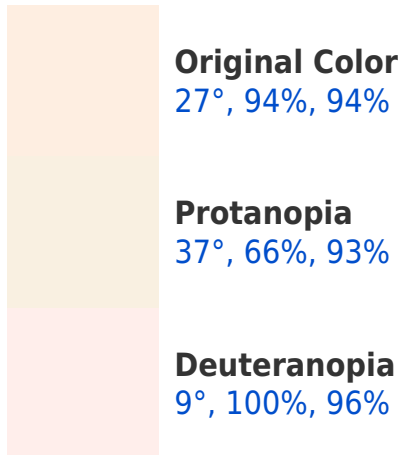 Original Color
27°, 94%, 94%
Protanopia
37°, 66%, 93%
Deuteranopia
9°, 100%, 96%